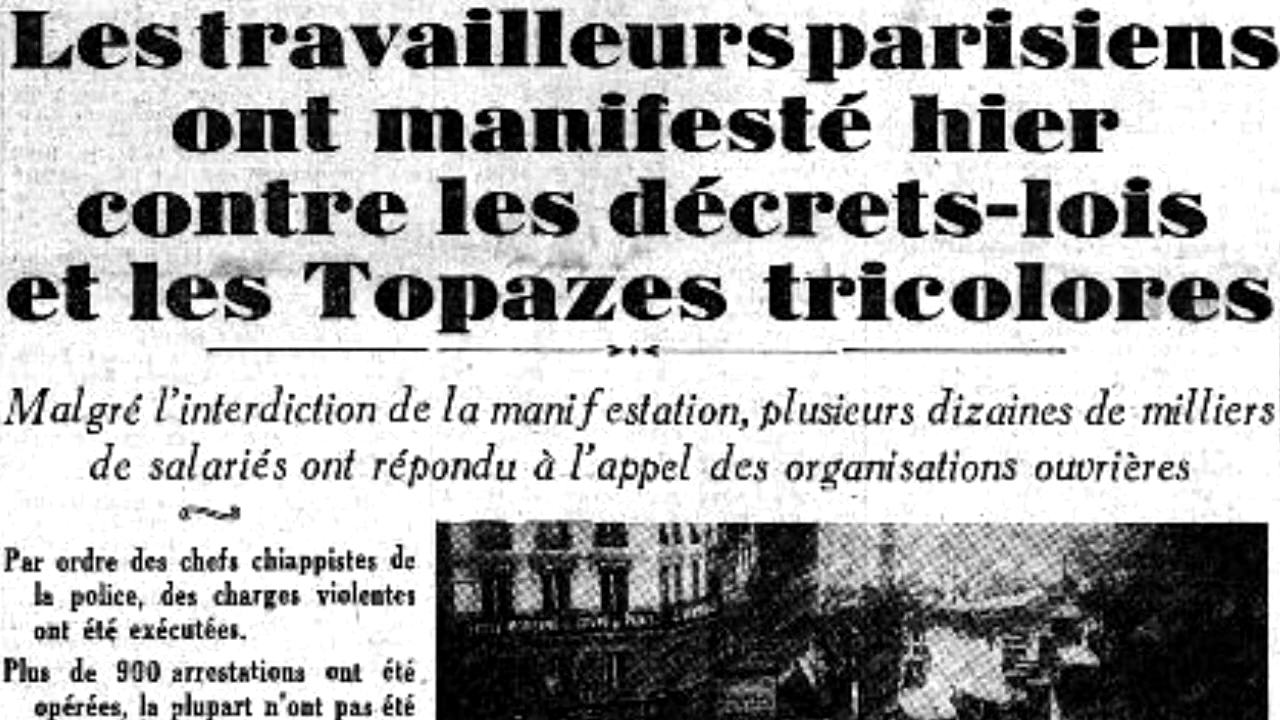 Les travailleurs parisiens
ont manifesté hier
contre les décrets-lois
et les Topazes tricolores
Malgré l'interdiction de la manifestation, plusieurs dizaines de milliers
de salariés ont répondu à l'appel des organisations ouvrières
Par ordre des chefs chiappistes de
la police, des charges violentes
ont été exécutées.
Plus de 900 arrestations ont été
opérées, la plupart n'ont pas été